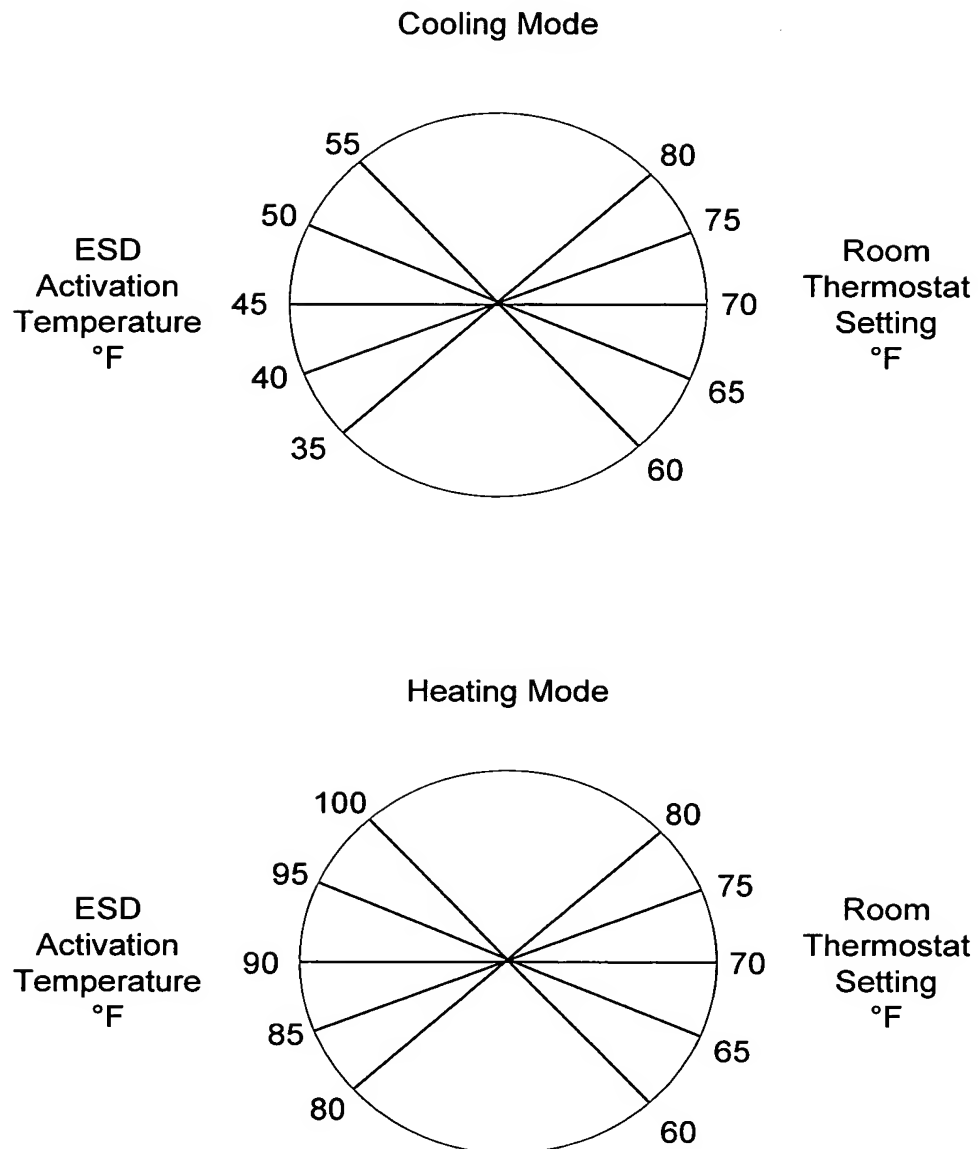 Cooling Mode
55
80
50
75
ESD
Activation
Temperature
°F
45
70
Room
Thermostat
Setting
°F
40
65
35
60
Heating Mode
100
80
95
75
ESD
Activation
Temperature
°F
90
70
Room
Thermostat
Setting
°F
85
65
80
60